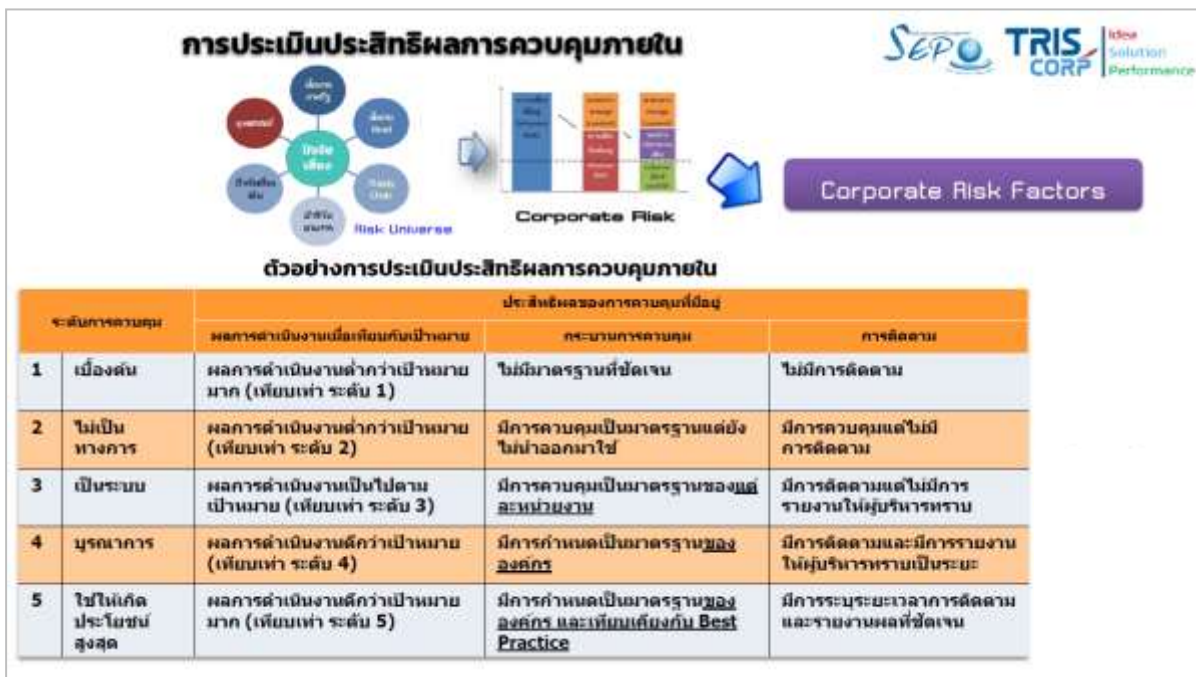 การประเมินประสิทธิผลการควบคุมภายใน
SEPO
TRIS
CORP
Idea
Solution
Performance
ปัจจัย
เสี่ยง
Risk Universe
Corporate Risk
Corporate Risk Factors
ตัวอย่างการประเมินประสิทธิผลการควบคุมภายใน
ระดับการควบคุม
ประสิทธิผลของการควบคุมที่มีอยู่
ผลการดำเนินงานเมื่อเทียบกับเป้าหมาย
กระบวนการควบคุม
การติดตาม
1
เบื้องต้น
ผลการดำเนินงานต่ำกว่าเป้าหมาย
มาก (เทียบเท่า ระดับ 1)
ไม่มีมาตรฐานที่ชัดเจน
ไม่มีการติดตาม
2
ไม่เป็น
ทางการ
ผลการดำเนินงานต่ำกว่าเป้าหมาย
(เทียบเท่า ระดับ 2)
มีการควบคุมเป็นมาตรฐานแต่ยัง
ไม่นำออกมาใช้
มีการควบคุมแต่ไม่มี
การติดตาม
3
เป็นระบบ
ผลการดำเนินงานเป็นไปตาม
เป้าหมาย (เทียบเท่า ระดับ 3)
มีการควบคุมเป็นมาตรฐานของแต่
ละหน่วยงาน
มีการติดตามแต่ไม่มีการ
รายงานให้ผู้บริหารทราบ
4
บูรณาการ
ผลการดำเนินงานดีกว่าเป้าหมาย
(เทียบเท่า ระดับ 4)
มีการกำหนดเป็นมาตรฐานของ
องค์กร
มีการติดตามและมีการรายงาน
ให้ผู้บริหารทราบเป็นระยะ
5
ใช้ให้เกิด
ประโยชน์
สูงสุด
ผลการดำเนินงานดีกว่าเป้าหมาย
มาก (เทียบเท่า ระดับ 5)
มีการกำหนดเป็นมาตรฐานของ
องค์กร และเทียบเคียงกับ Best
Practice
มีการระบุระยะเวลาการติดตาม
และรายงานผลที่ชัดเจน